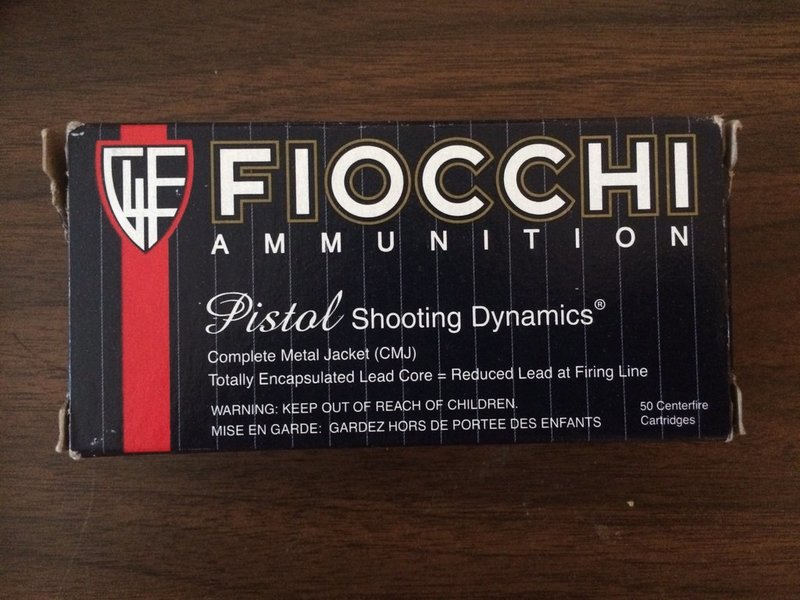 GFL
FIOCCHI
AMMUNITION
Pistol Shooting Dynamics®
Complete Metal Jacket (CMJ)
Totally Encapsulated Lead Core = Reduced Lead at Firing Line
WARNING: KEEP OUT OF REACH OF CHILDREN.
MISE EN GARDE: GARDEZ HORS DE PORTEE DES ENFANTS
50 Centerfire
Cartridges